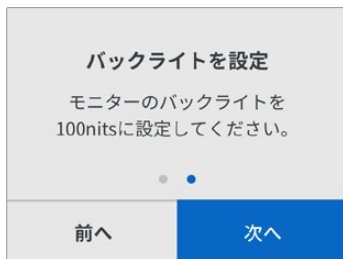 バックライトを設定
モニターのバックライトを
100nitsに設定してください。
前へ
次へ